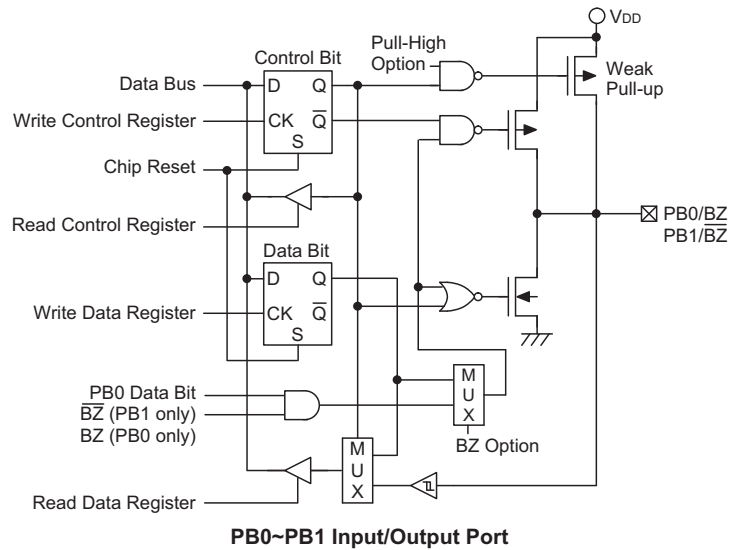 VDD
Control Bit
Pull-High
Option
Weak
Pull-up
Data Bus
D
Q
Write Control Register
CK
Q̅
S
Chip Reset
Read Control Register
PB0/BZ
PB1/B̅Z̅
Data Bit
D
Q
Write Data Register
CK
Q̅
S
PB0 Data Bit
B̅Z̅ (PB1 only)
BZ (PB0 only)
M
U
X
BZ Option
M
U
X
Read Data Register
PB0~PB1 Input/Output Port